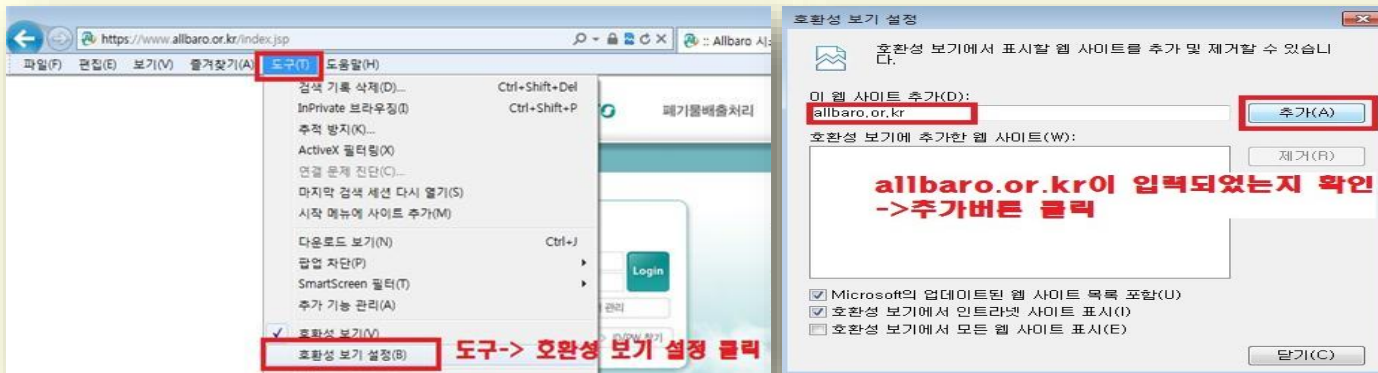 https://www.allbaro.or.kr/index.jsp
:: Allbaro 시
파일(F) 편집(E) 보기(V) 즐겨찾기(A) 도구(T) 도움말(H)
검색 기록 삭제(D)... Ctrl+Shift+Del
InPrivate 브라우징(I) Ctrl+Shift+P
추적 방지(K)...
ActiveX 필터링(X)
연결 문제 진단(C)...
마지막 검색 세션 다시 열기(S)
시작 메뉴에 사이트 추가(M)
다운로드 보기(N) Ctrl+J
팝업 차단(P)
SmartScreen 필터(T)
추가 기능 관리(A)
호환성 보기(V)
호환성 보기 설정(B)
폐기물배출처리
Login
관리
ID/PW 찾기
도구-> 호환성 보기 설정 클릭
호환성 보기 설정
호환성 보기에서 표시할 웹 사이트를 추가 및 제거할 수 있습니
다.
이 웹 사이트 추가(D):
allbaro.or.kr
추가(A)
호환성 보기에 추가한 웹 사이트(W):
제거(R)
allbaro.or.kr이 입력되었는지 확인
->추가버튼 클릭
Microsoft의 업데이트된 웹 사이트 목록 포함(U)
호환성 보기에서 인트라넷 사이트 표시(I)
호환성 보기에서 모든 웹 사이트 표시(E)
닫기(C)